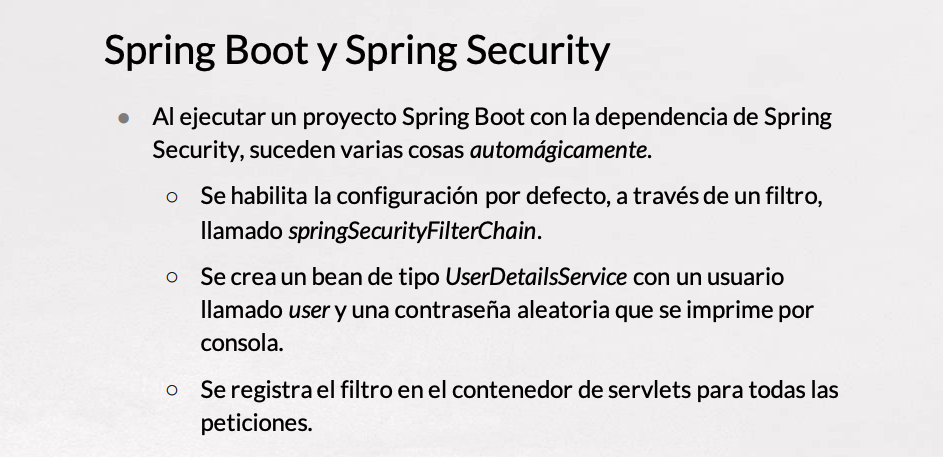 Spring Boot y Spring Security
● Al ejecutar un proyecto Spring Boot con la dependencia de Spring
Security, suceden varias cosas automágicamente.
○ Se habilita la configuración por defecto, a través de un filtro,
llamado springSecurityFilterChain.
○ Se crea un bean de tipo UserDetailsService con un usuario
llamado user y una contraseña aleatoria que se imprime por
consola.
○ Se registra el filtro en el contenedor de servlets para todas las
peticiones.